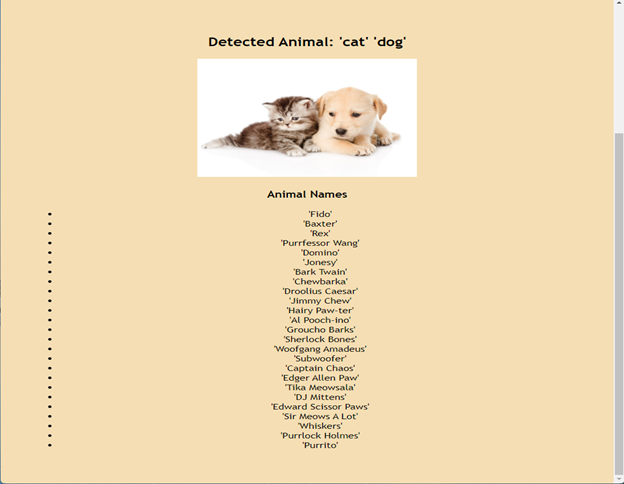 Detected Animal: 'cat' 'dog'
Animal Names
'Fido'
'Baxter'
'Rex'
'Purrfessor Wang'
'Domino'
'Jonesy'
'Bark Twain'
'Chewbarka'
'Droolius Caesar'
'Jimmy Chew'
'Hairy Paw-ter'
'Al Pooch-ino'
'Groucho Barks'
'Sherlock Bones'
'Woofgang Amadeus'
'Subwoofer'
'Captain Chaos'
'Edger Allen Paw'
'Tika Meowsala'
'DJ Mittens'
'Edward Scissor Paws'
'Sir Meows A Lot'
'Whiskers'
'Purrlock Holmes'
'Purrito'